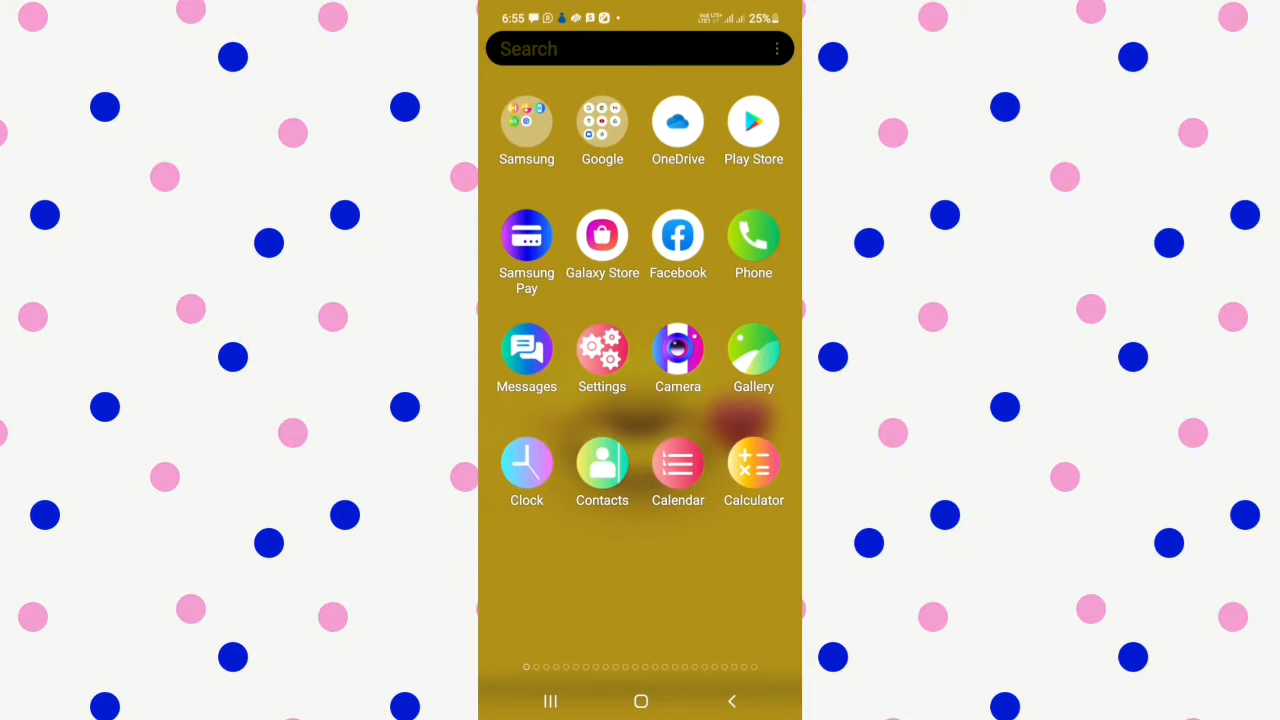 6:55
25%
Search
Samsung
Google
OneDrive
Play Store
Samsung Pay
Galaxy Store
Facebook
Phone
Messages
Settings
Camera
Gallery
Clock
Contacts
Calendar
Calculator